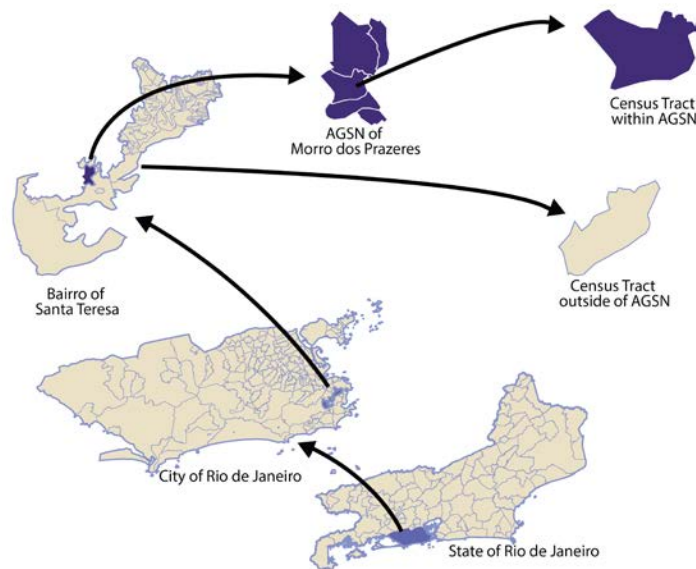 AGSN of
Morro dos Prazeres
Census Tract
within AGSN
Bairro of
Santa Teresa
Census Tract
outside of AGSN
City of Rio de Janeiro
State of Rio de Janeiro